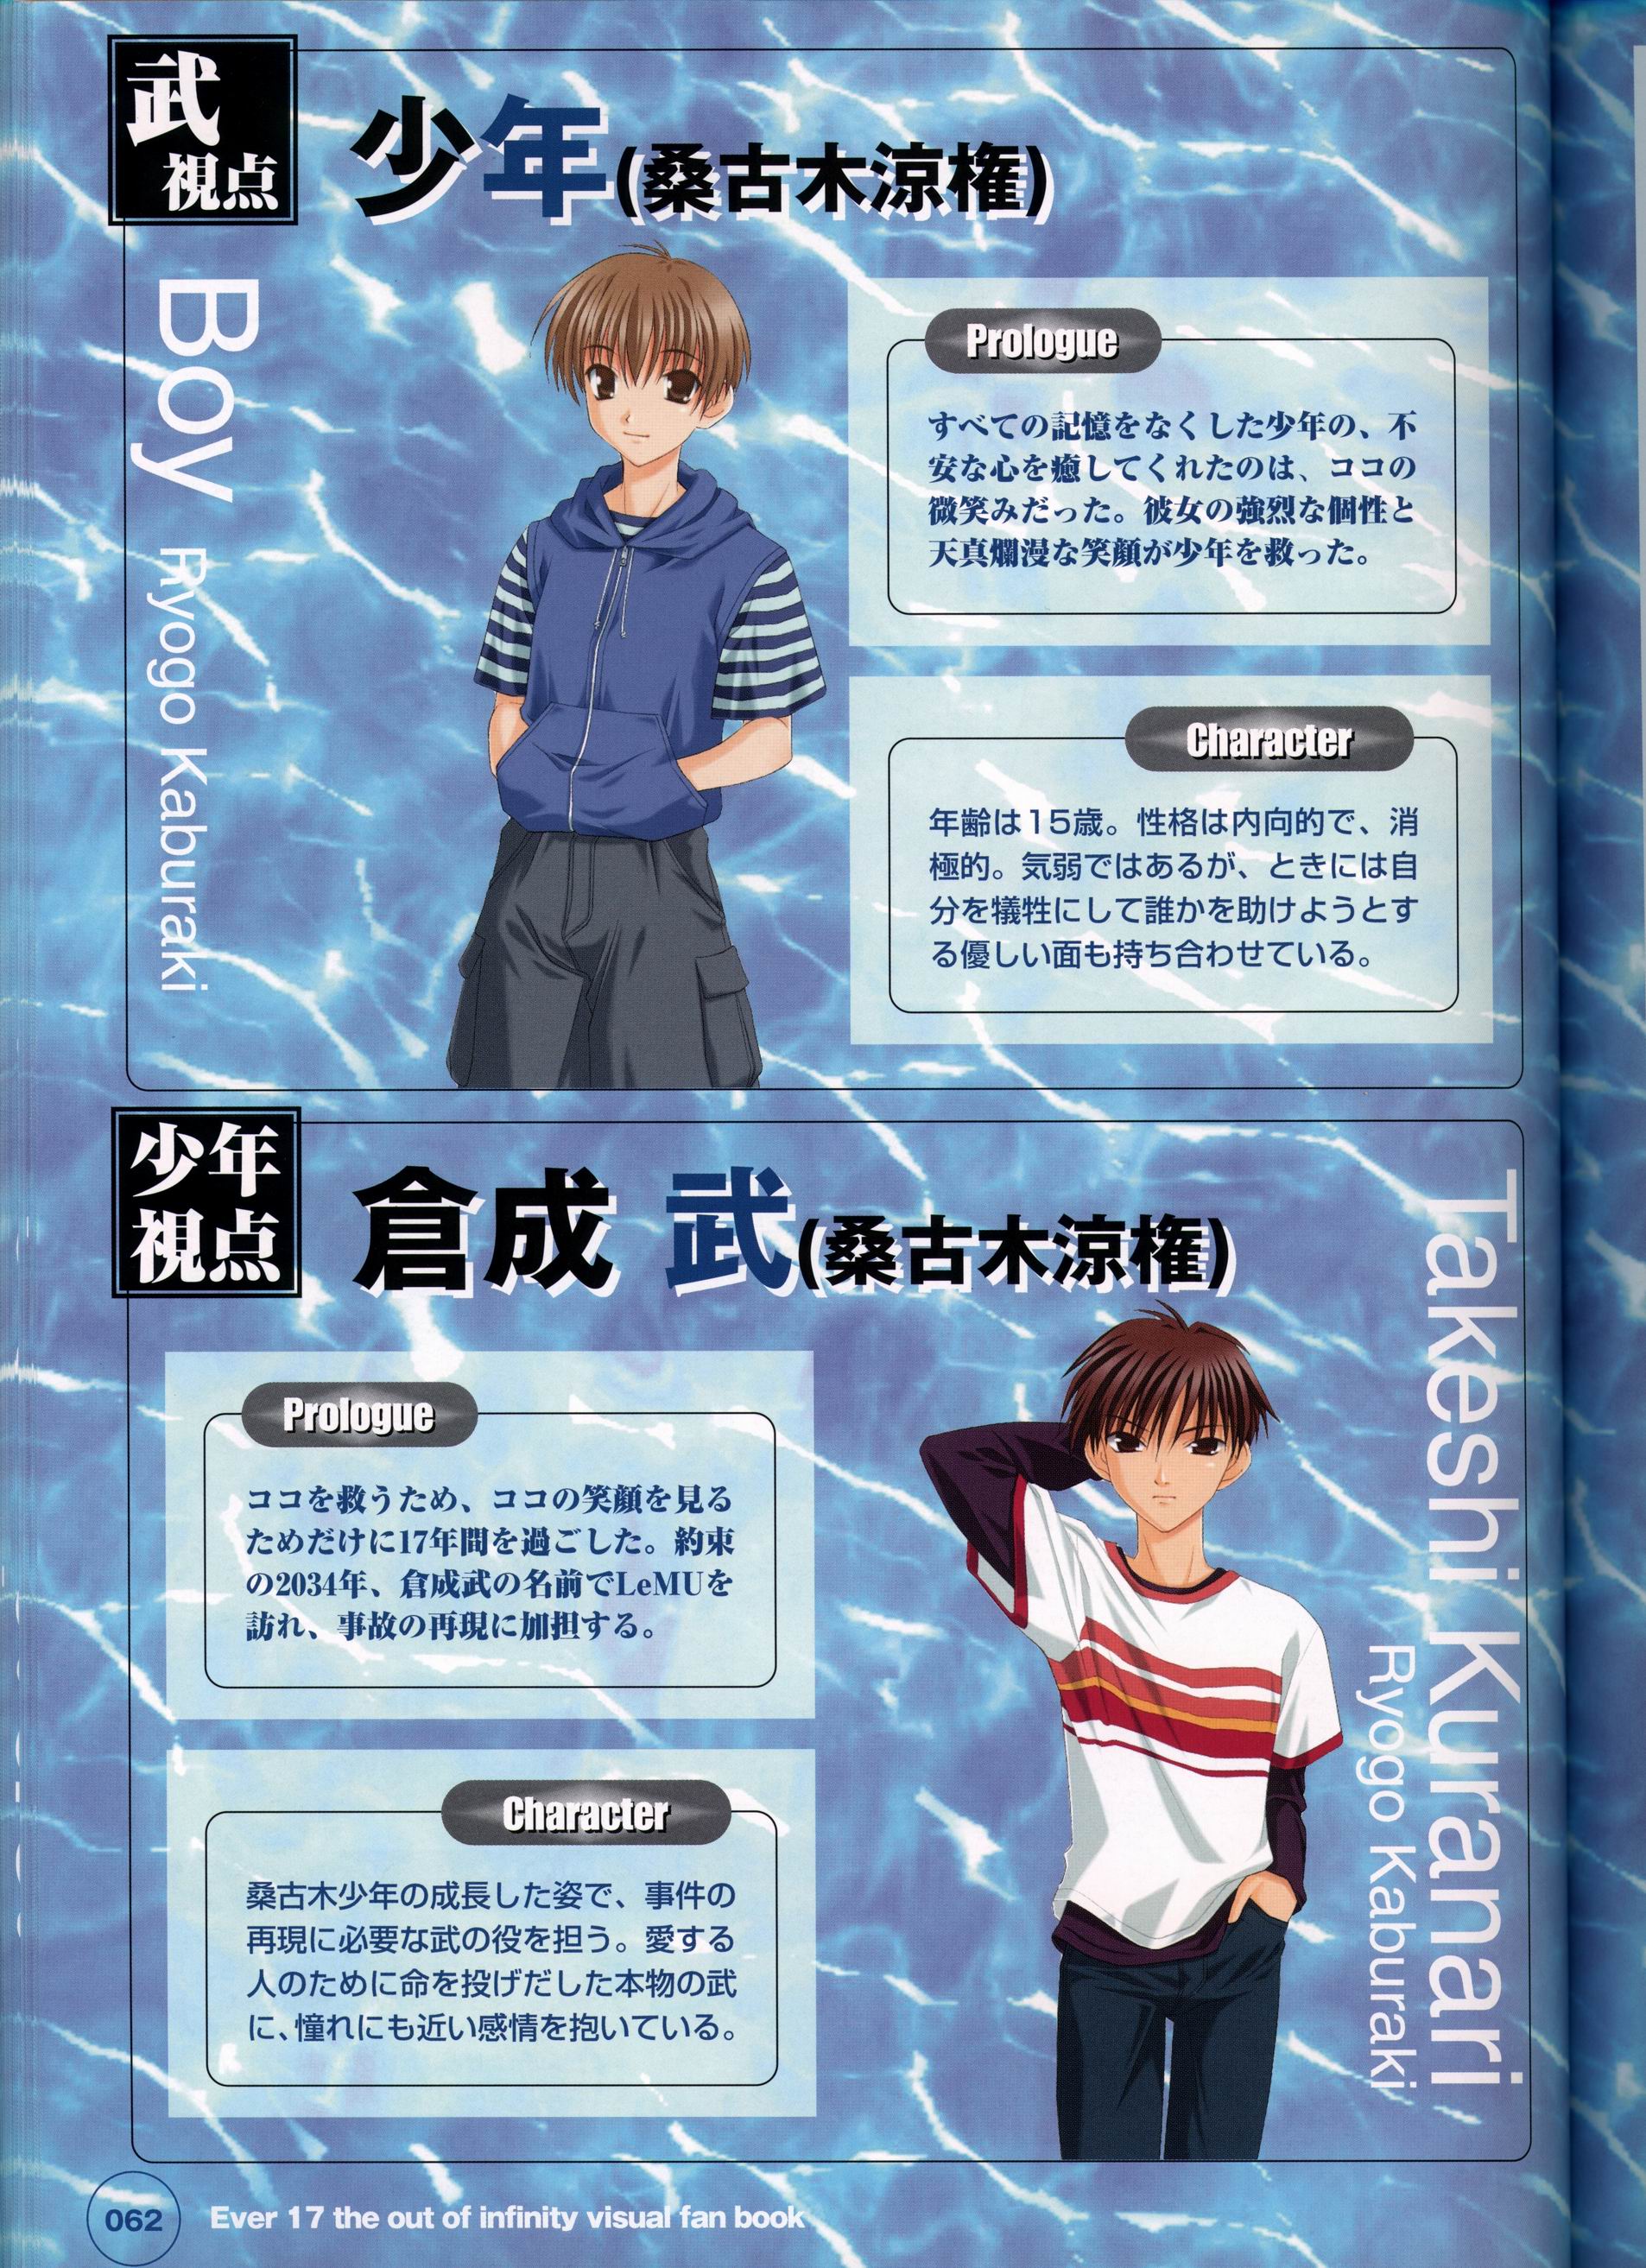 武
視点
少年(桑古木涼権)
Boy Ryogo Kaburaki
Prologue
すべての記憶をなくした少年の、不
安な心を癒してくれたのは、ココの
微笑みだった。彼女の強烈な個性と
天真爛漫な笑顔が少年を救った。
Character
年齢は15歳。性格は内向的で、消
極的。気弱ではあるが、ときには自
分を犠牲にして誰かを助けようとす
る優しい面も持ち合わせている。
少年
視点
倉成 武(桑古木涼権)
Takeshi Kuranari
Ryogo Kaburaki
Prologue
ココを救うため、ココの笑顔を見る
ためだけに17年間を過ごした。約束
の2034年、倉成武の名前でLeMUを
訪れ、事故の再現に加担する。
Character
桑古木少年の成長した姿で、事件の
再現に必要な武の役を担う。愛する
人のために命を投げだした本物の武
に、憧れにも近い感情を抱いている。
062
Ever 17 the out of infinity visual fan book